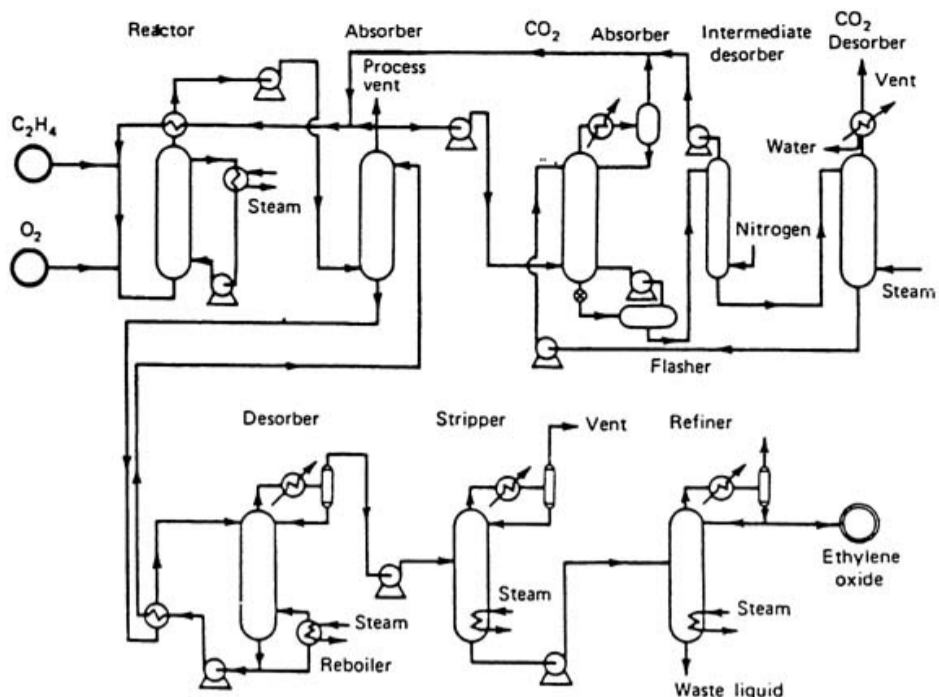 Reactor
Absorber
CO2
Absorber
Intermediate
desorber
CO2
Desorber
Process
vent
Vent
C2H4
Water
Steam
Nitrogen
O2
Steam
Flasher
Desorber
Stripper
Vent
Refiner
Ethylene
oxide
Steam
Steam
Steam
Reboiler
Waste liquid